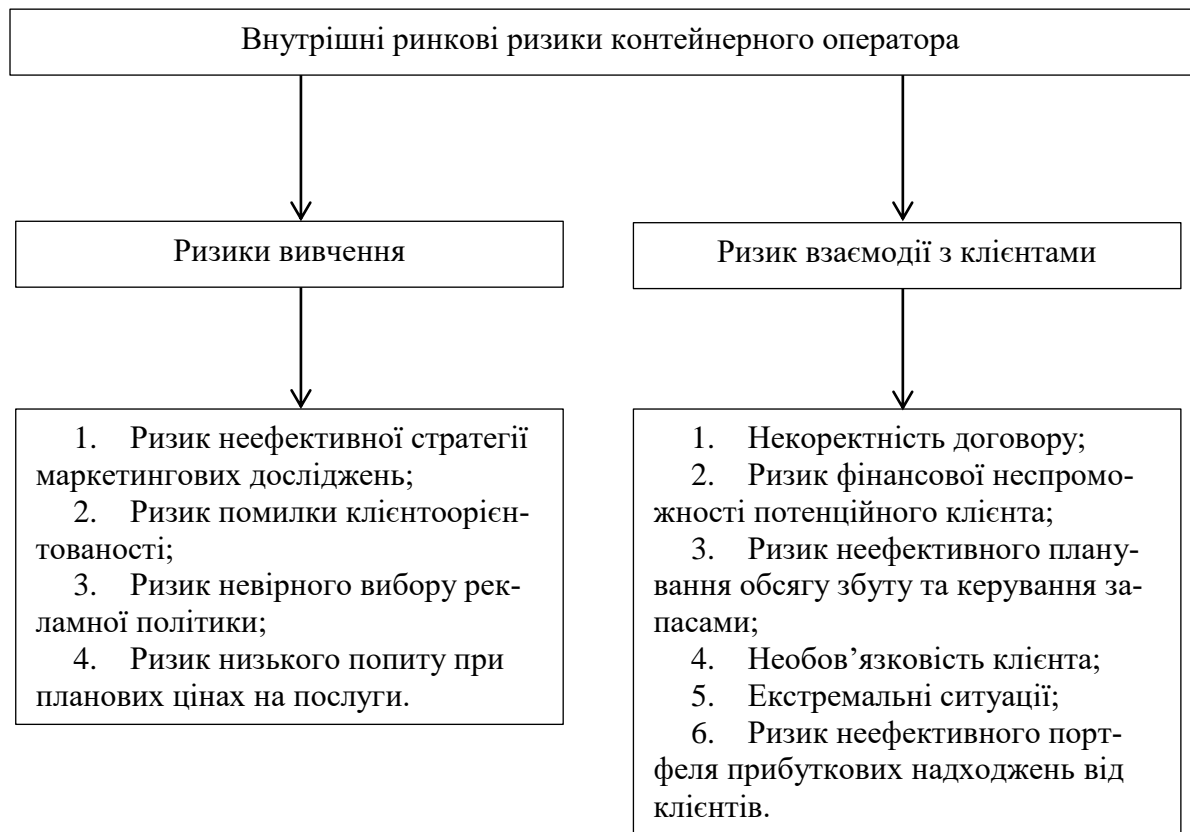 Внутрішні ринкові ризики контейнерного оператора
Ризики вивчення
Ризик взаємодії з клієнтами
1. Ризик неефективної стратегії
маркетингових досліджень;
2. Ризик помилки клієнтоорієн-
тованості;
3. Ризик невірного вибору рек-
ламної політики;
4. Ризик низького попиту при
планових цінах на послуги.
1. Некоректність договору;
2. Ризик фінансової неспромо-
жності потенційного клієнта;
3. Ризик неефективного плану-
вання обсягу збуту та керування за-
пасами;
4. Необов’язковість клієнта;
5. Екстремальні ситуації;
6. Ризик неефективного порт-
феля прибуткових надходжень від
клієнтів.